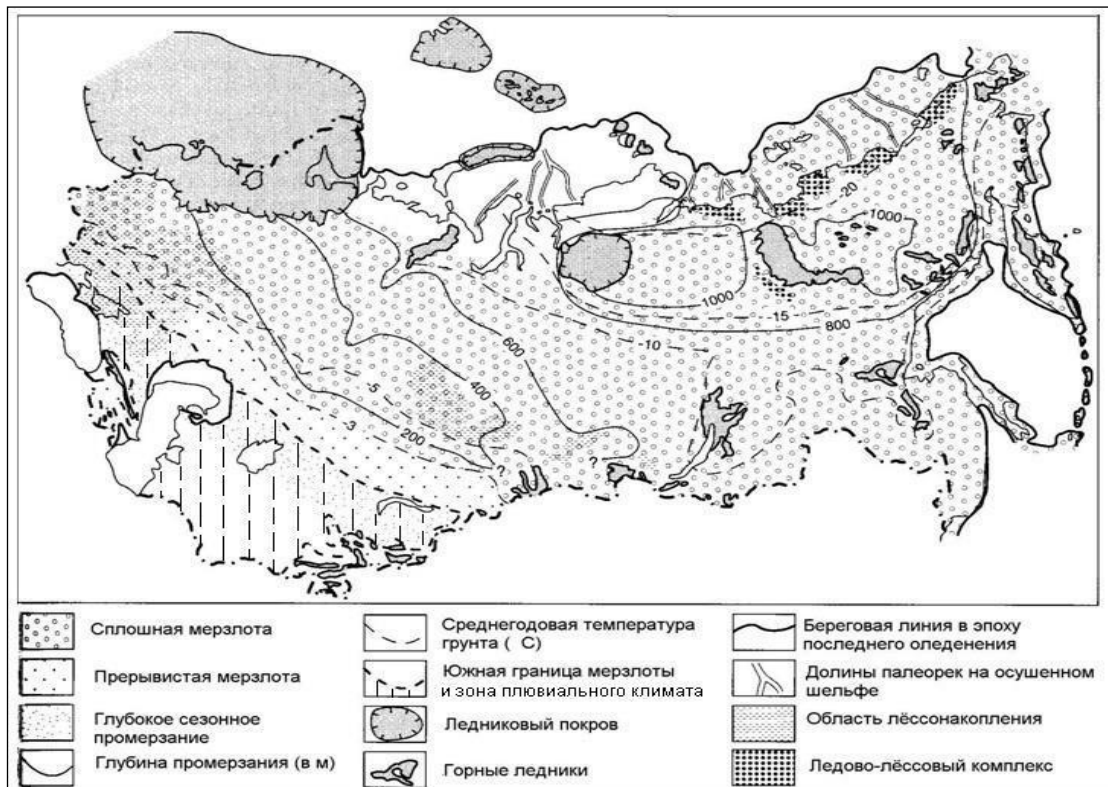 -20
1000
1000
-15
800
600
-10
400
-5
-3
200
?
?
Сплошная мерзлота
Прерывистая мерзлота
Глубокое сезонное
промерзание
Глубина промерзания (в м)
Среднегодовая температура
грунта ( С)
Южная граница мерзлоты
и зона плювиального климата
Ледниковый покров
Горные ледники
Береговая линия в эпоху
последнего оледенения
Долины палеорек на осушенном
шельфе
Область лёссонакопления
Ледово-лёссовый комплекс